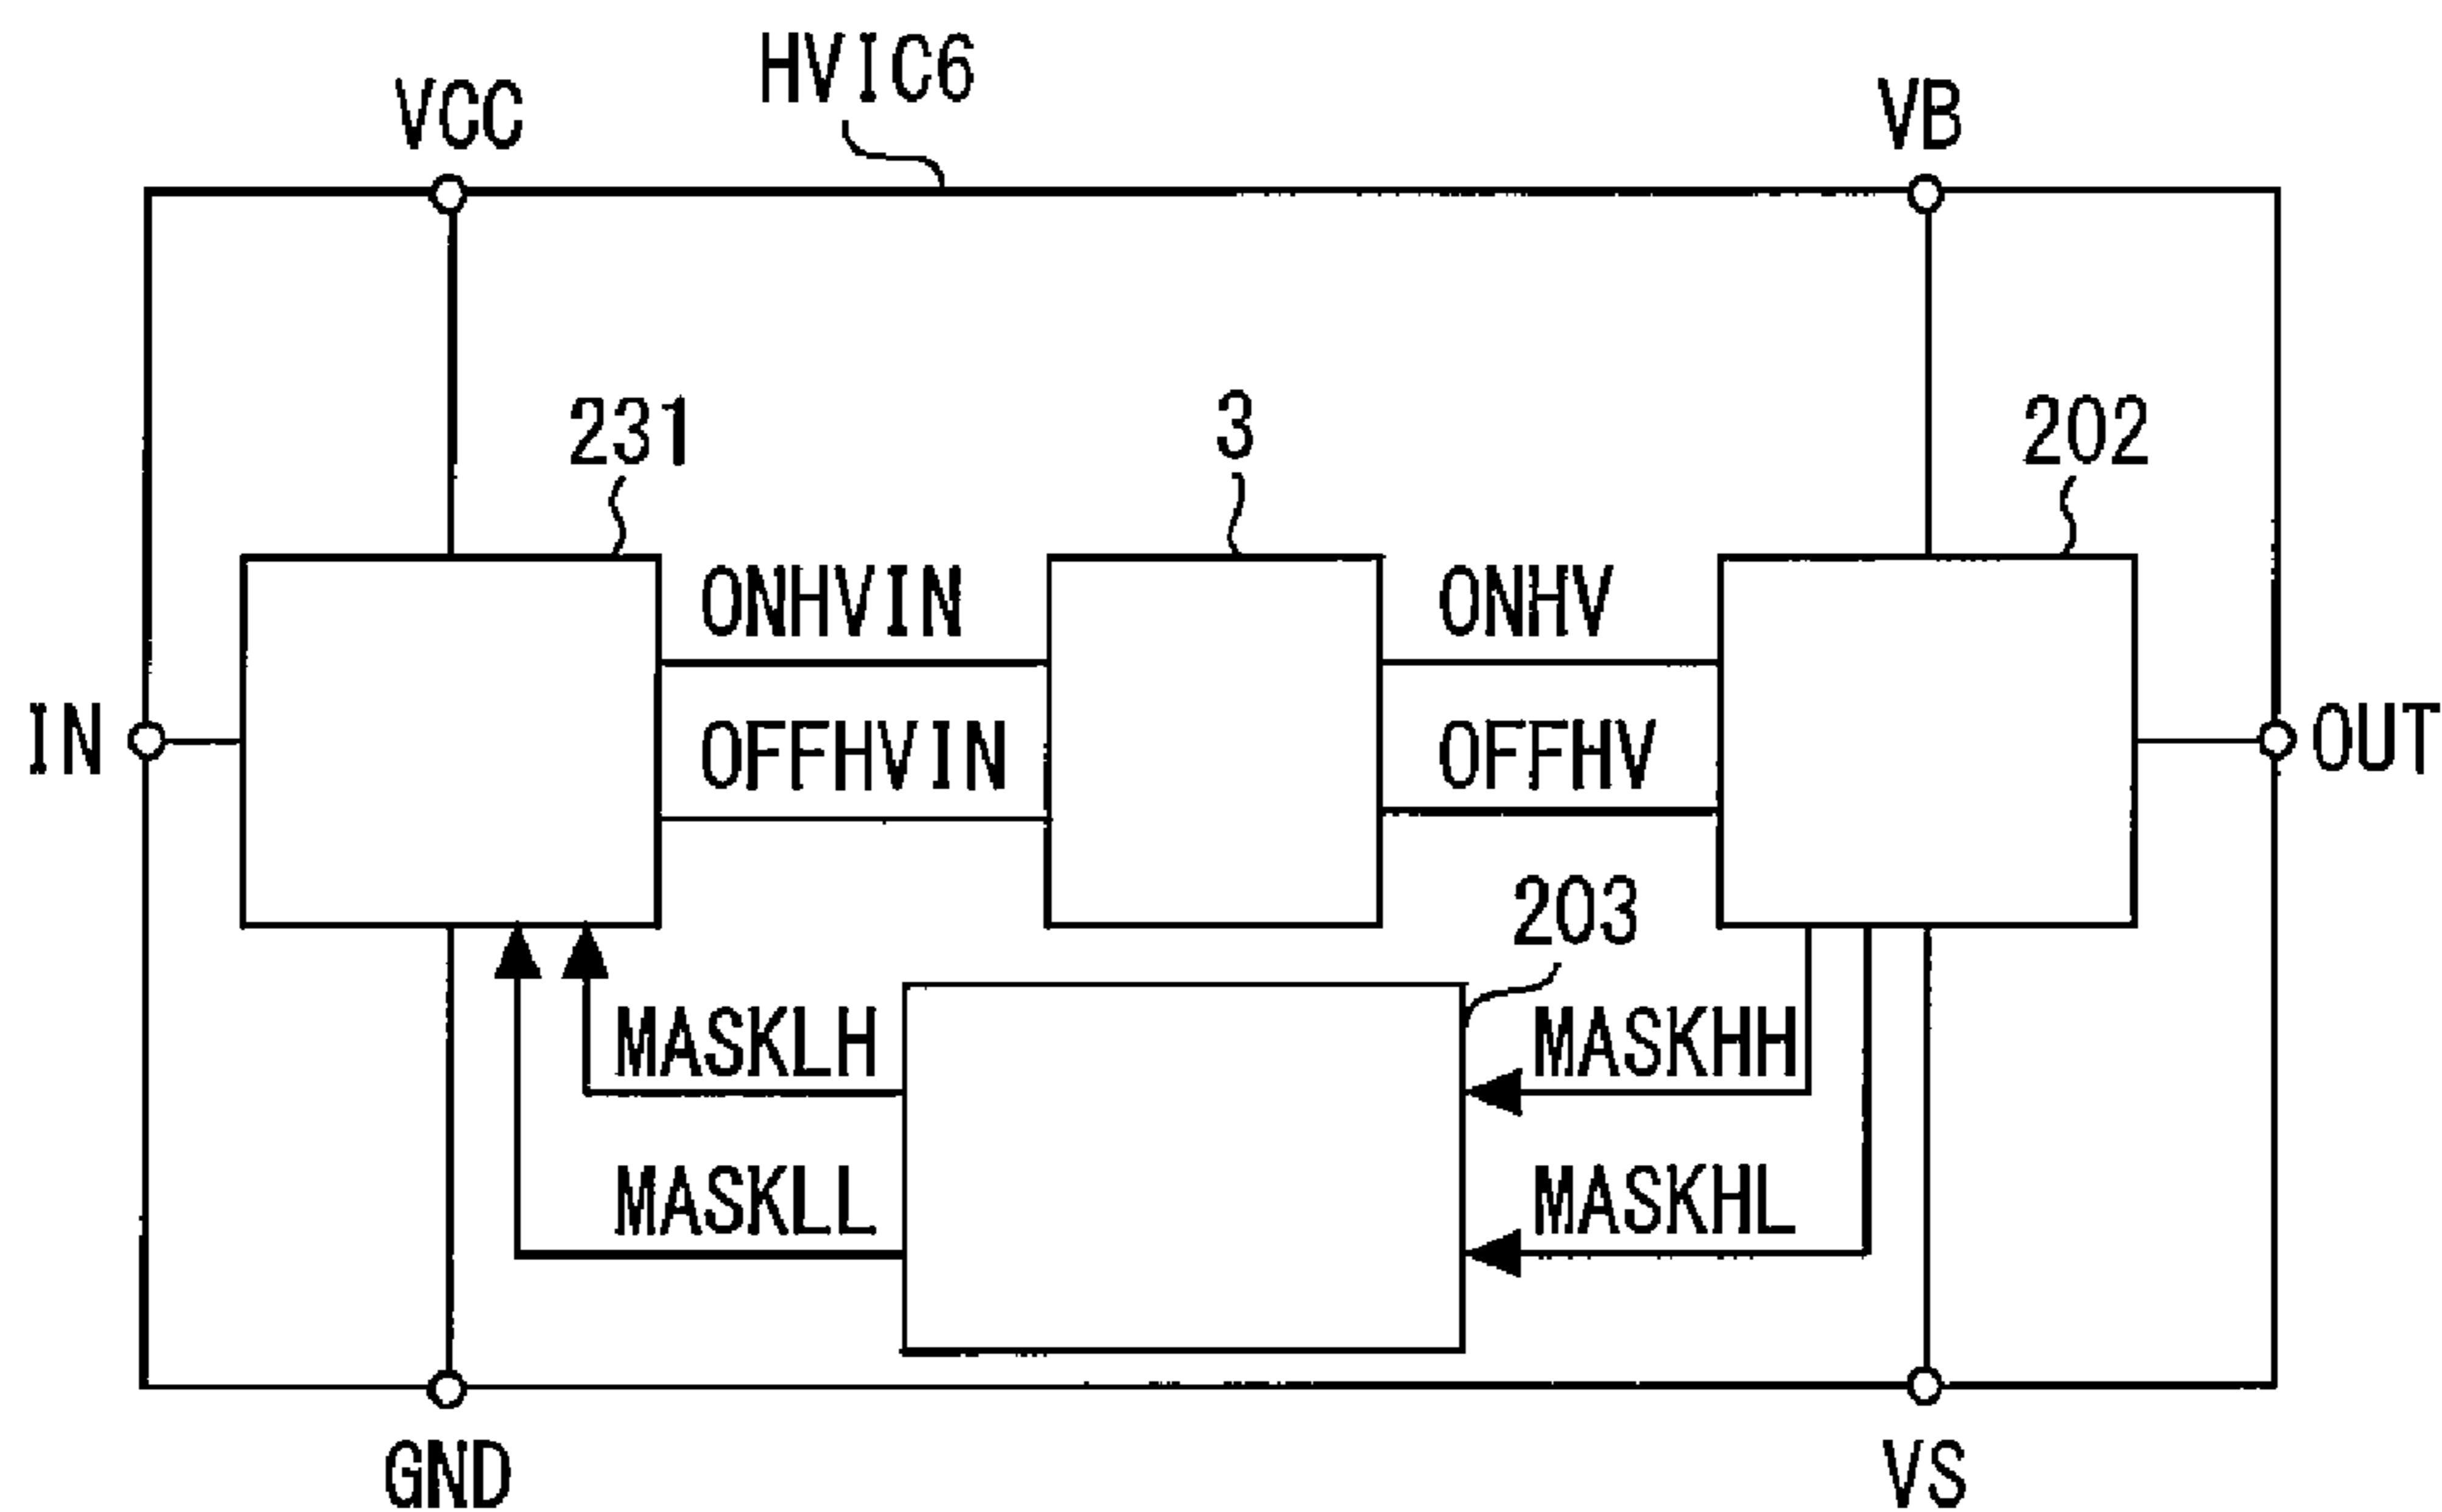 HVIC6
VCC
VB
231
3
202
ONHVIN
ONHV
IN
OFFHVIN
OFFHV
OUT
203
MASKLH
MASKHH
MASKLL
MASKHL
GND
VS